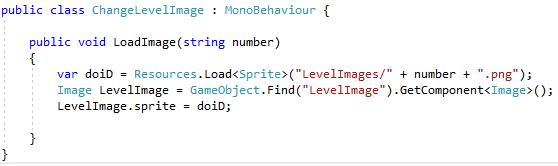 public class ChangeLevelImage : MonoBehaviour {
public void LoadImage(string number)
{
var doiD = Resources.Load<Sprite>("LevelImages/" + number + ".png");
Image LevelImage = GameObject.Find("LevelImage").GetComponent<Image>();
LevelImage.sprite = doiD;
}
}